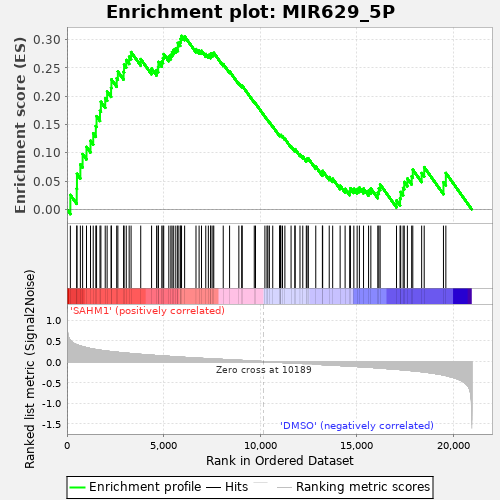 Enrichment plot: MIR629_5P
Enrichment score (ES)
0.30
0.25
0.20
0.15
0.10
0.05
0.00
'SAHM1' (positively correlated)
Ranked list metric (Signal2Noise)
1.0
0.5
0.0
-0.5
-1.0
-1.5
Zero cross at 10189
'DMSO' (negatively correlated)
0
5,000
10,000
15,000
20,000
Rank in Ordered Dataset
Enrichment profile
Hits
Ranking metric scores